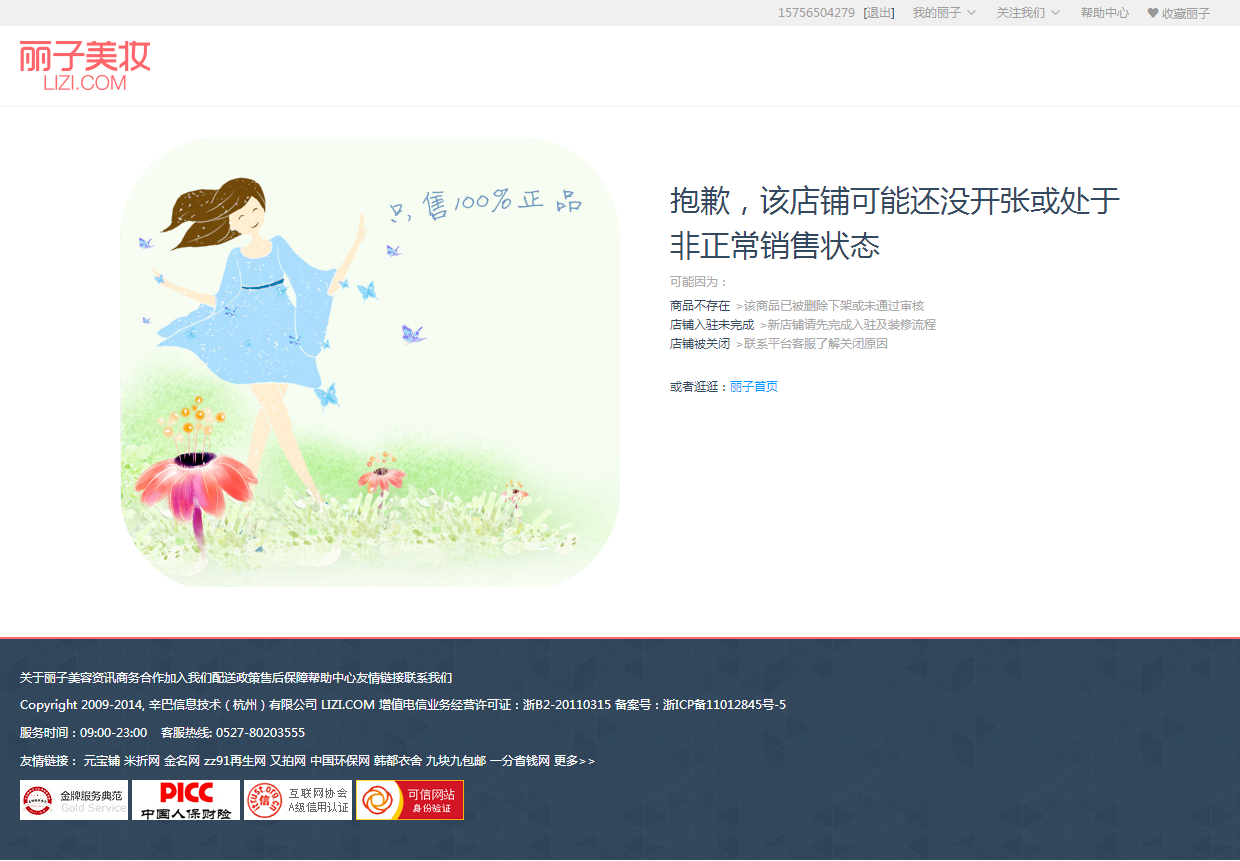 15756504279 [退出] 我的丽子 关注我们 帮助中心 收藏丽子
丽子美妆
LIZI.COM
只售100%正品
抱歉，该店铺可能还没开张或处于
非正常销售状态
可能因为：
商品不存在 >该商品已被删除下架或未通过审核
店铺入驻未完成 >新店铺请先完成入驻及装修流程
店铺被关闭 >联系平台客服了解关闭原因
或者逛逛：丽子首页
关于丽子美容资讯商务合作加入我们配送政策售后保障帮助中心友情链接联系我们
Copyright 2009-2014, 辛巴信息技术（杭州）有限公司 LIZI.COM 增值电信业务经营许可证：浙B2-20110315 备案号：浙ICP备11012845号-5
服务时间：09:00-23:00 客服热线: 0527-80203555
友情链接： 元宝铺 米折网 金名网 zz91再生网 又拍网 中国环保网 韩都衣舍 九块九包邮 一分省钱网 更多>>
金牌服务典范
Gold Service
PICC
中国人保财险
互联网协会
A级信用认证
可信网站
身份验证